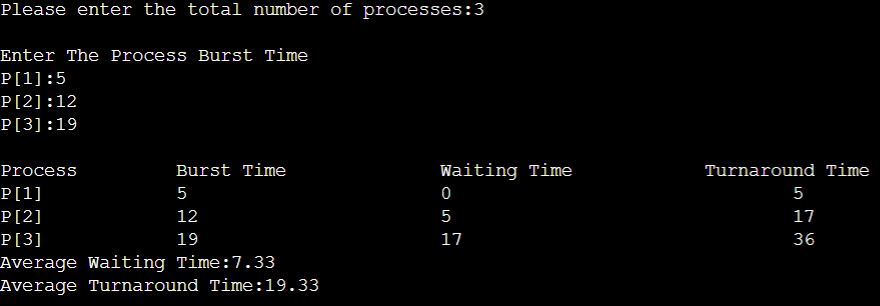 Please enter the total number of processes:3
Enter The Process Burst Time
P[1]:5
P[2]:12
P[3]:19
Process Burst Time Waiting Time Turnaround Time
P[1] 5 0 5
P[2] 12 5 17
P[3] 19 17 36
Average Waiting Time:7.33
Average Turnaround Time:19.33